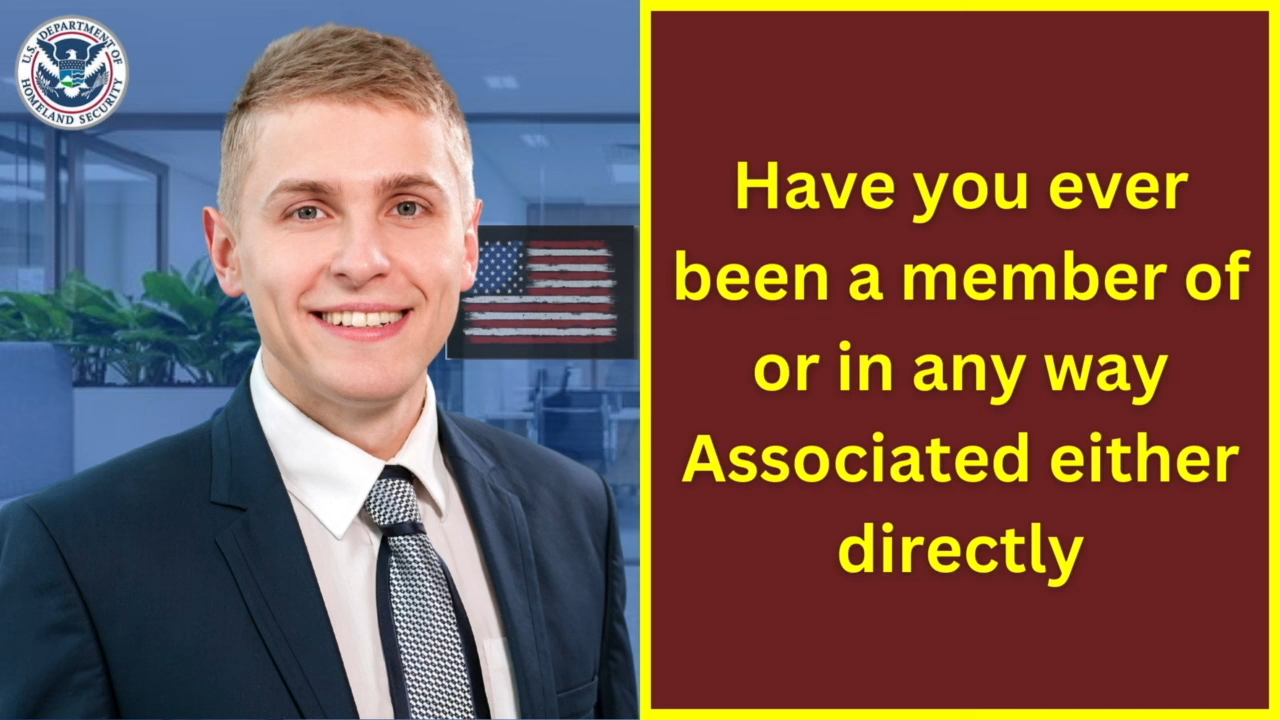 U.S. DEPARTMENT OF
HOMELAND SECURITY
Have you ever
been a member of
or in any way
Associated either
directly